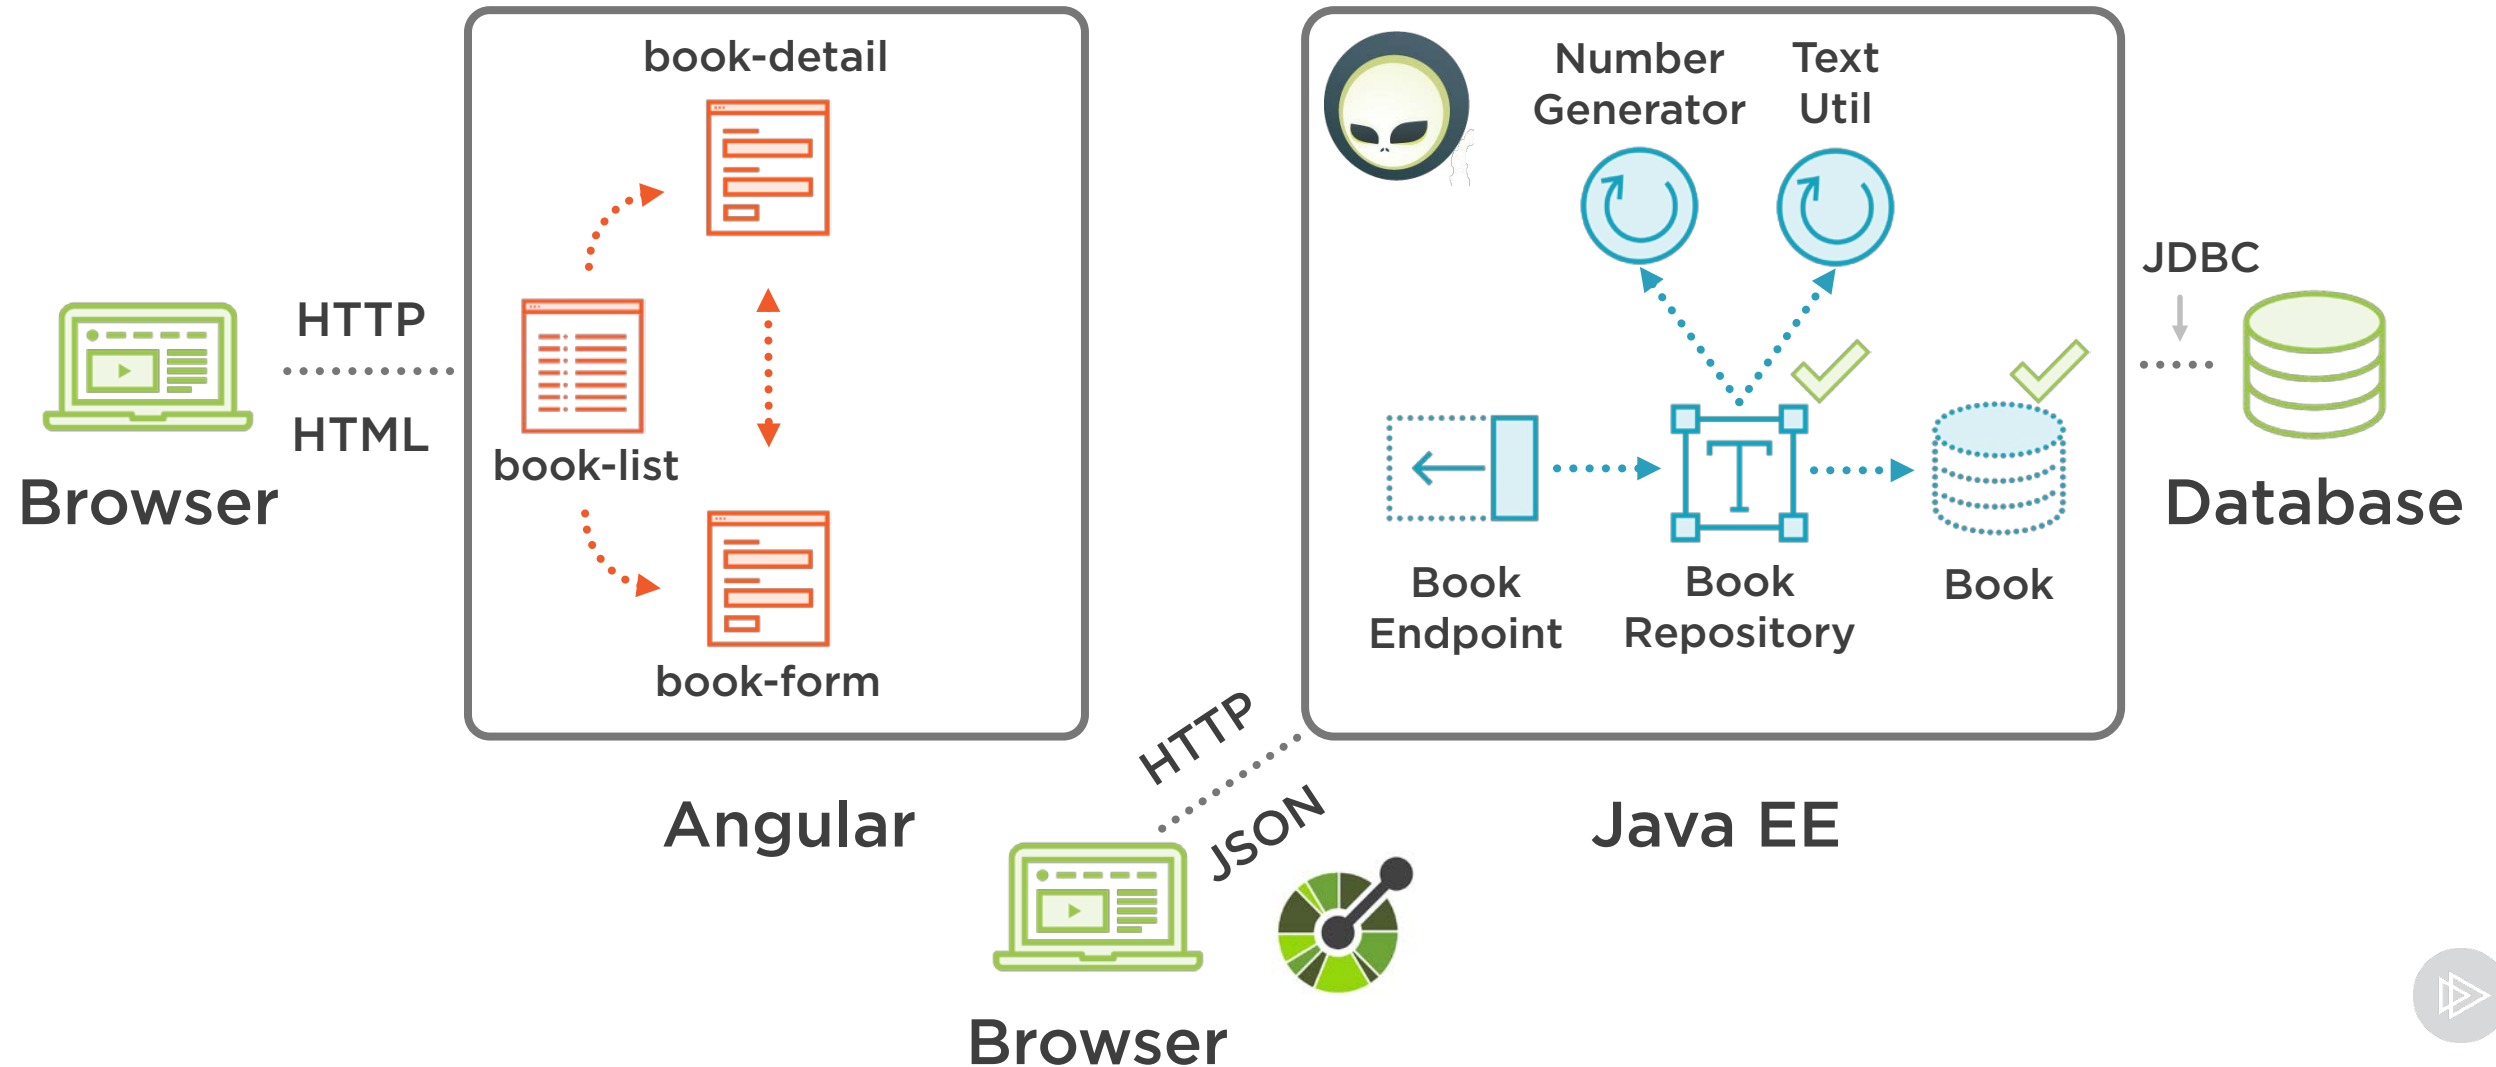 book-detail
book-list
book-form
HTTP
HTML
Browser
Angular
Number
Generator
Text
Util
Book
Endpoint
Book
Repository
Book
Java EE
JDBC
Database
HTTP
JSON
Browser